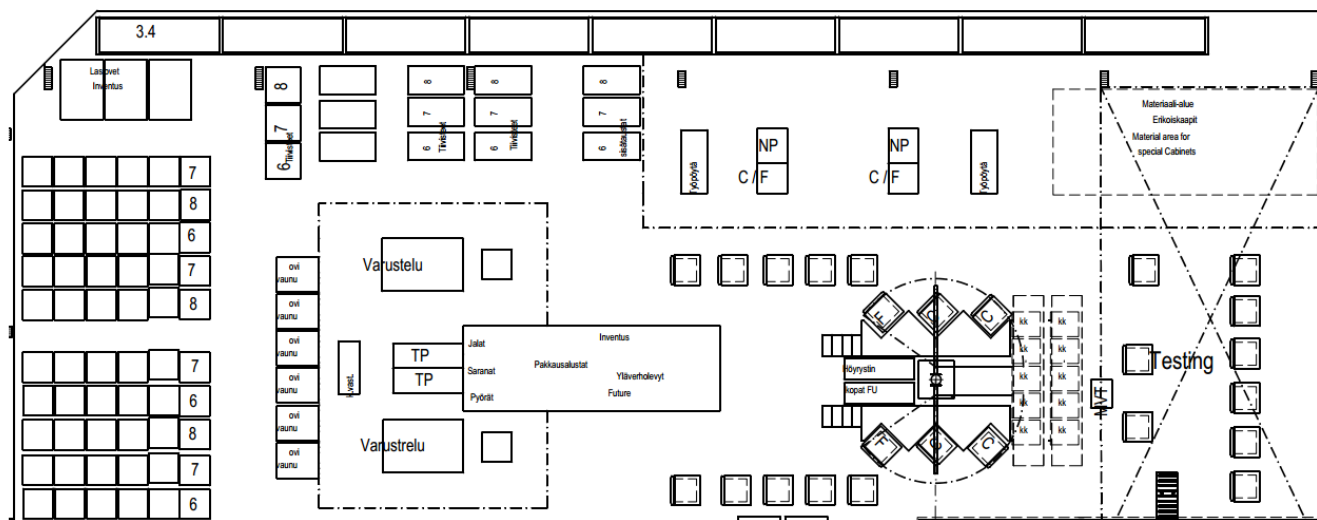 3.4
Lasiovet
Inventus
8
7
6
Tiivisteet
8
7
6
Tiivisteet
8
7
6
Tiivisteet
8
7
6
sisätaustat
Työpöytä
NP
C / F
NP
C / F
Työpöytä
Materiaali-alue
Erikoiskaapit
Material area for
special Cabinets
7
8
6
7
8
7
6
8
7
6
ovi
vaunu
ovi
vaunu
ovi
vaunu
ovi
vaunu
ovi
vaunu
ovi
vaunu
Varustelu
TP
TP
Varustrelu
Jalat
Saranat
Pyörät
Pakkausalustat
Inventus
Yläverholevyt
Future
F
C
C
Höyrystin
kopat FU
F
C
C
kk
kk
kk
kk
kk
kk
kk
kk
kk
kk
MVT
Testing